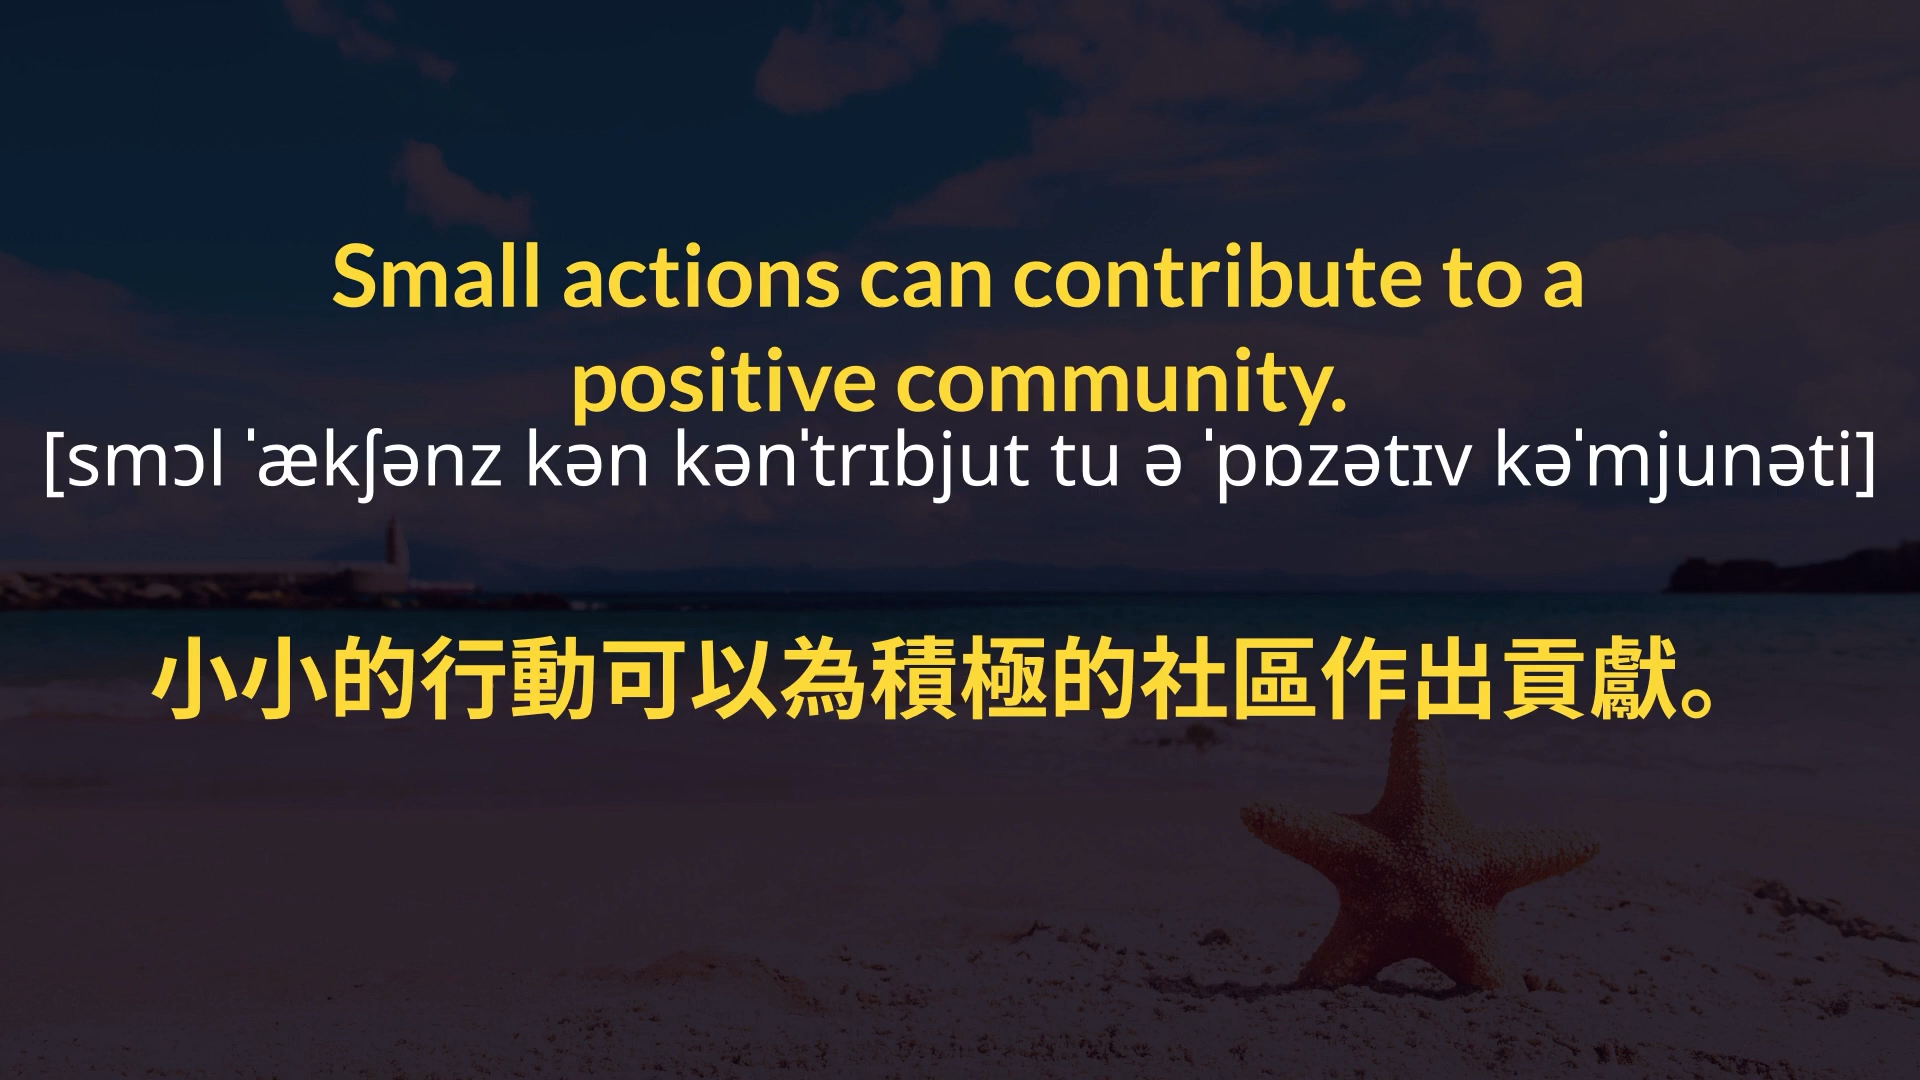 Small actions can contribute to a
positive community.
[smɔl ˈækʃənz kən kənˈtrɪbjut tu ə ˈpɒzətɪv kəˈmjunəti]
小小的行動可以為積極的社區作出貢獻。